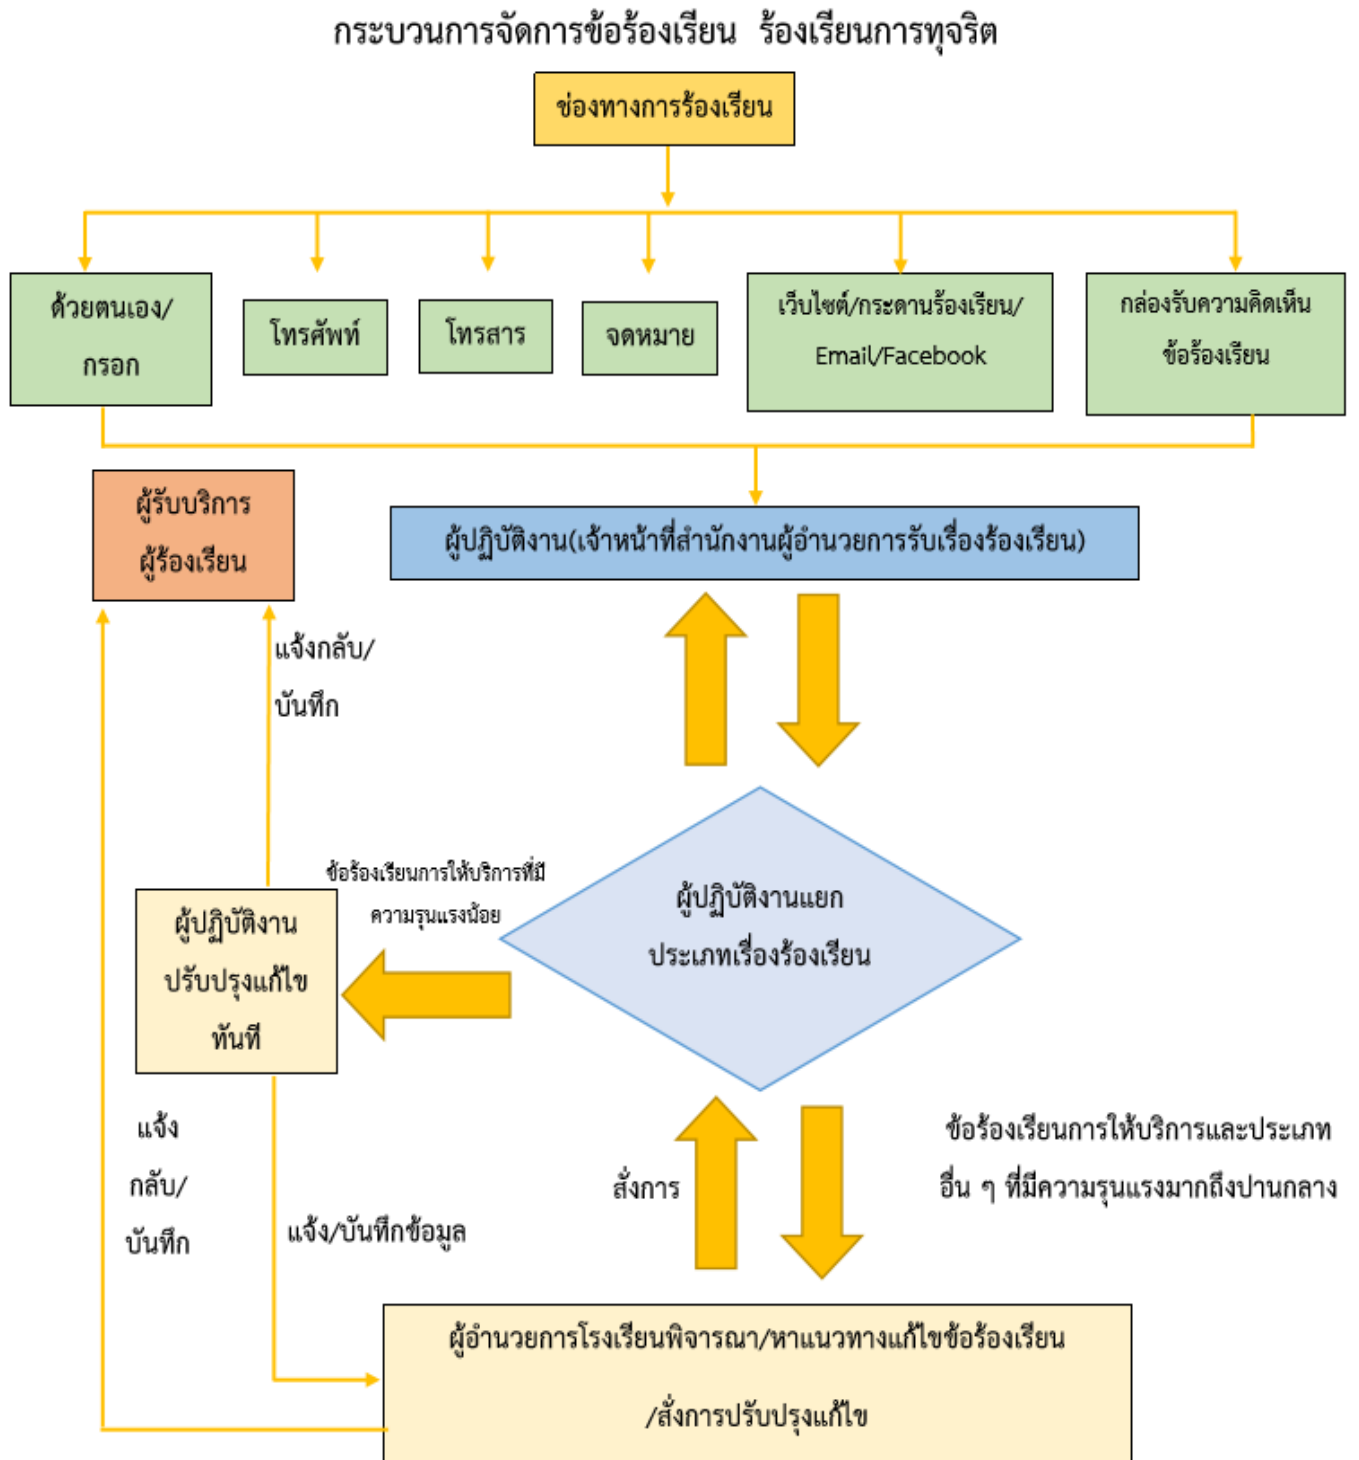 กระบวนการจัดการข้อร้องเรียน ร้องเรียนการทุจริต
ช่องทางการร้องเรียน
ด้วยตนเอง/
กรอก
โทรศัพท์
โทรสาร
จดหมาย
เว็บไซต์/กระดานร้องเรียน/
Email/Facebook
กล่องรับความคิดเห็น
ข้อร้องเรียน
ผู้รับบริการ
ผู้ร้องเรียน
ผู้ปฏิบัติงาน(เจ้าหน้าที่สำนักงานผู้อำนวยการรับเรื่องร้องเรียน)
แจ้งกลับ/
บันทึก
ข้อร้องเรียนการให้บริการที่มี
ความรุนแรงน้อย
ผู้ปฏิบัติงานแยก
ประเภทเรื่องร้องเรียน
ผู้ปฏิบัติงาน
ปรับปรุงแก้ไข
ทันที
แจ้ง
กลับ/
บันทึก
แจ้ง/บันทึกข้อมูล
สั่งการ
ข้อร้องเรียนการให้บริการและประเภท
อื่น ๆ ที่มีความรุนแรงมากถึงปานกลาง
ผู้อำนวยการโรงเรียนพิจารณา/หาแนวทางแก้ไขข้อร้องเรียน
/สั่งการปรับปรุงแก้ไข